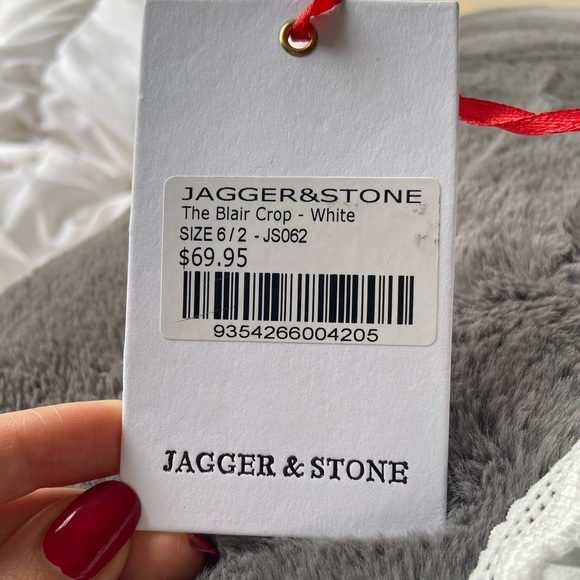 JAGGER&STONE
The Blair Crop - White
SIZE 6/2 -JS062
$69.95
9354266004205
JAGGER & STONE